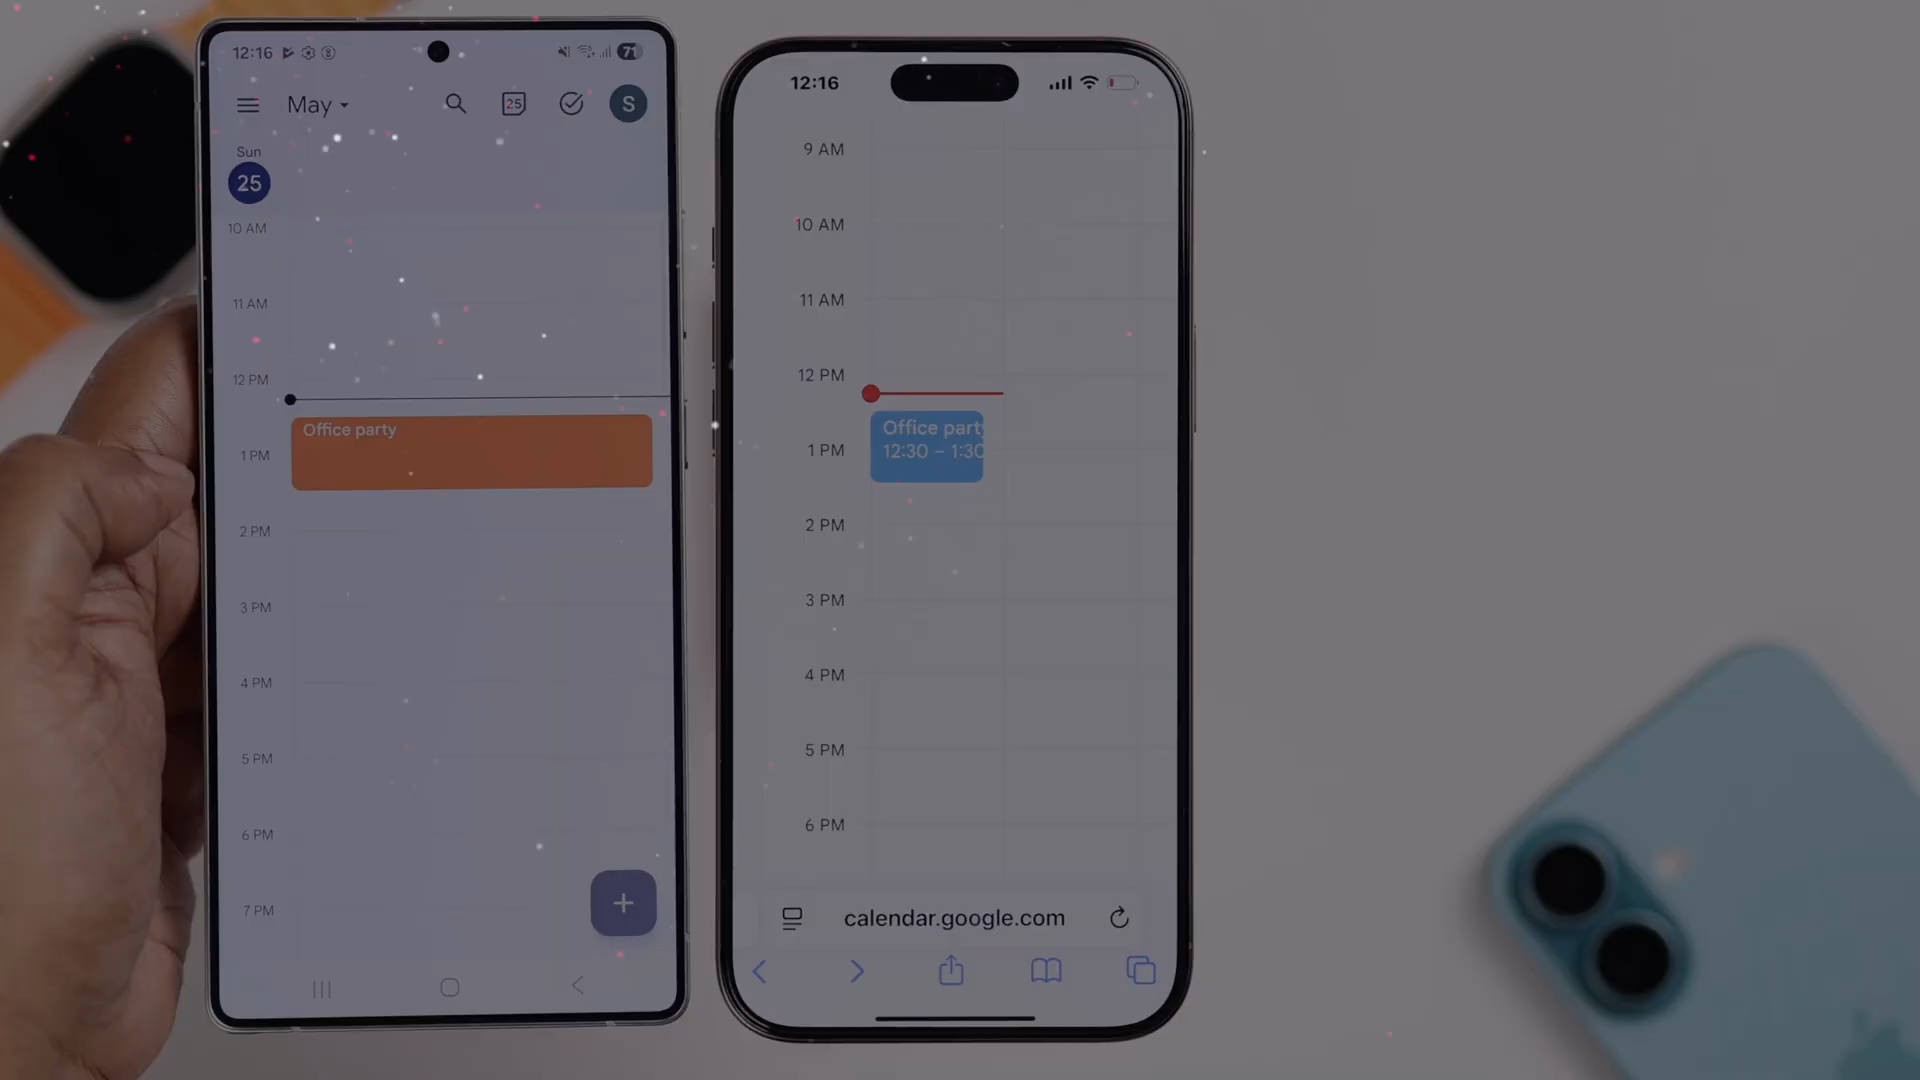 12:16
71
May
25
S
Sun
25
10 AM
11 AM
12 PM
Office party
1 PM
2 PM
3 PM
4 PM
5 PM
6 PM
7 PM
+
12:16
9 AM
10 AM
11 AM
12 PM
Office party
12:30 – 1:30
1 PM
2 PM
3 PM
4 PM
5 PM
6 PM
calendar.google.com